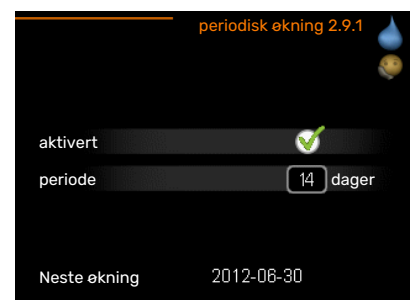 periodisk økning 2.9.1
aktivert
periode 14 dager
Neste økning 2012-06-30